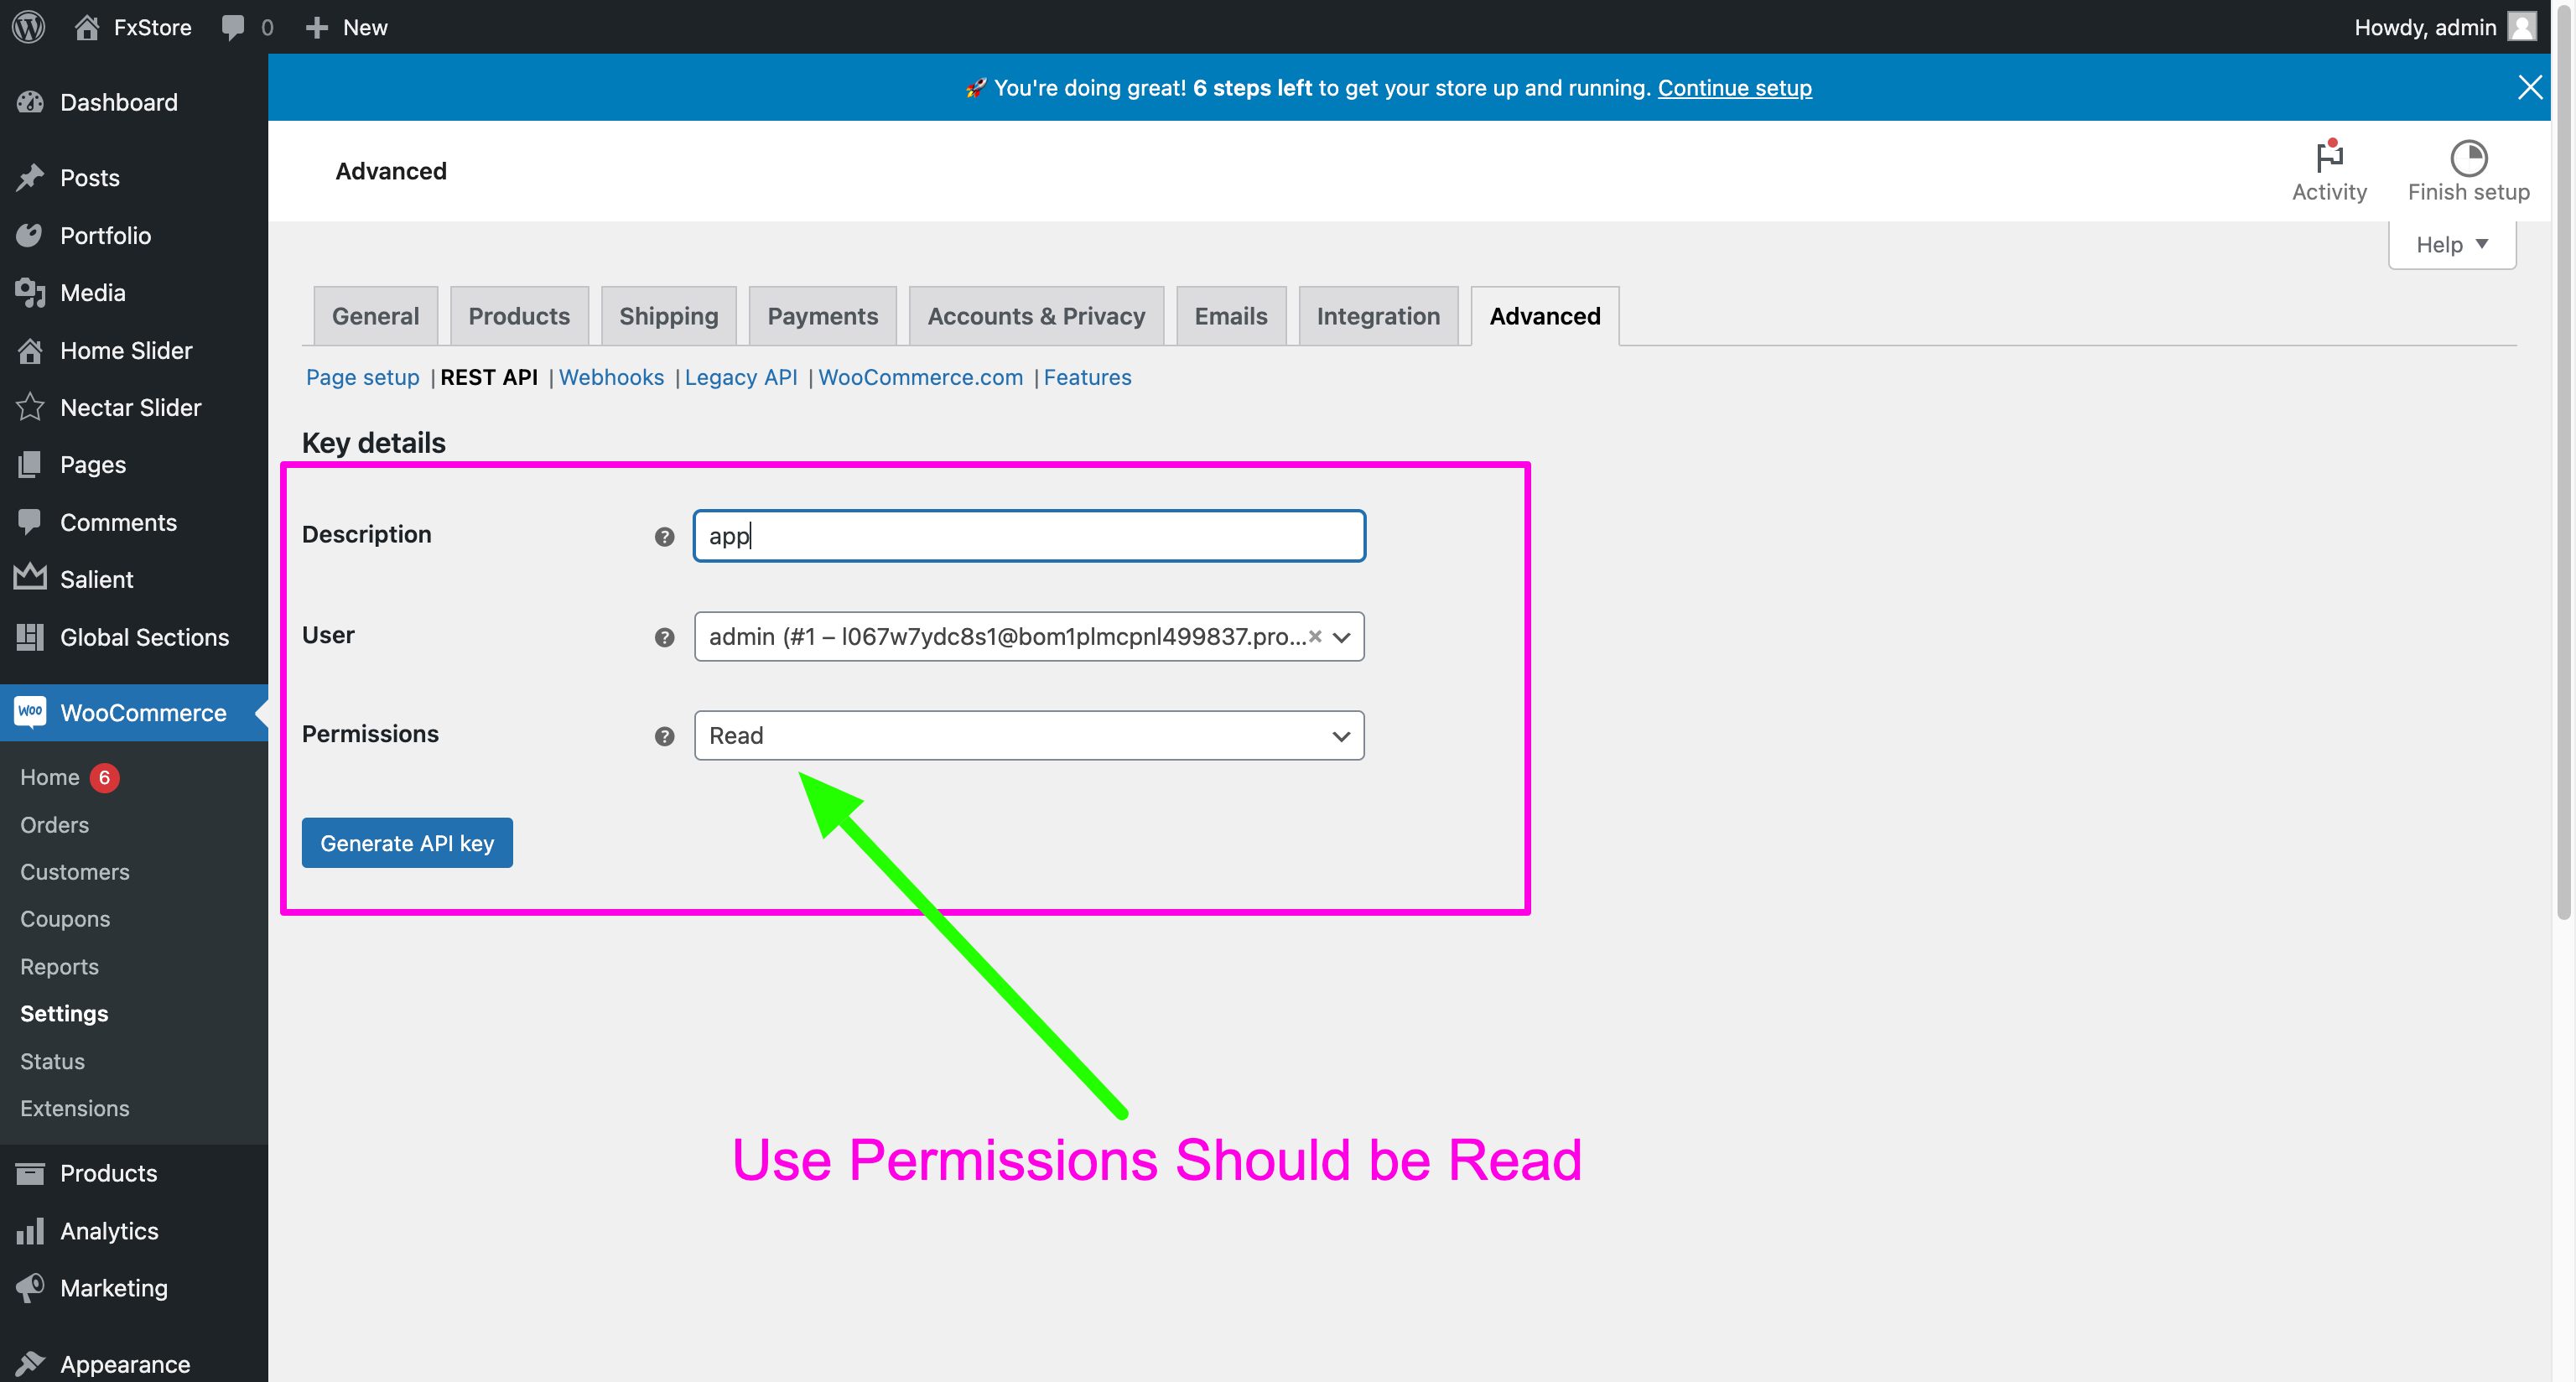 FxStore 0 New Howdy, admin
🚀 You're doing great! 6 steps left to get your store up and running. Continue setup
Advanced
Activity
Finish setup
Help
General Products Shipping Payments Accounts & Privacy Emails Integration Advanced
Page setup | REST API | Webhooks | Legacy API | WooCommerce.com | Features
Key details
Description app
User admin (#1 – l067w7ydc8s1@bom1plmcpnl499837.pro...×
Permissions Read
Generate API key
Use Permissions Should be Read
Dashboard
Posts
Portfolio
Media
Home Slider
Nectar Slider
Pages
Comments
Salient
Global Sections
Woo WooCommerce
Home 6
Orders
Customers
Coupons
Reports
Settings
Status
Extensions
Products
Analytics
Marketing
Appearance